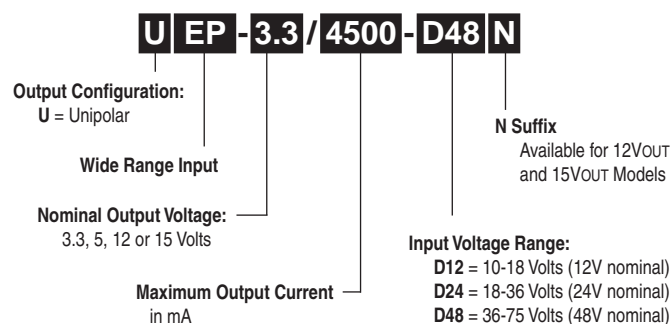 U EP - 3.3 / 4500 - D48 N
Output Configuration:
U = Unipolar
Wide Range Input
Nominal Output Voltage:
3.3, 5, 12 or 15 Volts
Maximum Output Current
in mA
N Suffix
Available for 12VOUT
and 15VOUT Models
Input Voltage Range:
D12 = 10-18 Volts (12V nominal)
D24 = 18-36 Volts (24V nominal)
D48 = 36-75 Volts (48V nominal)